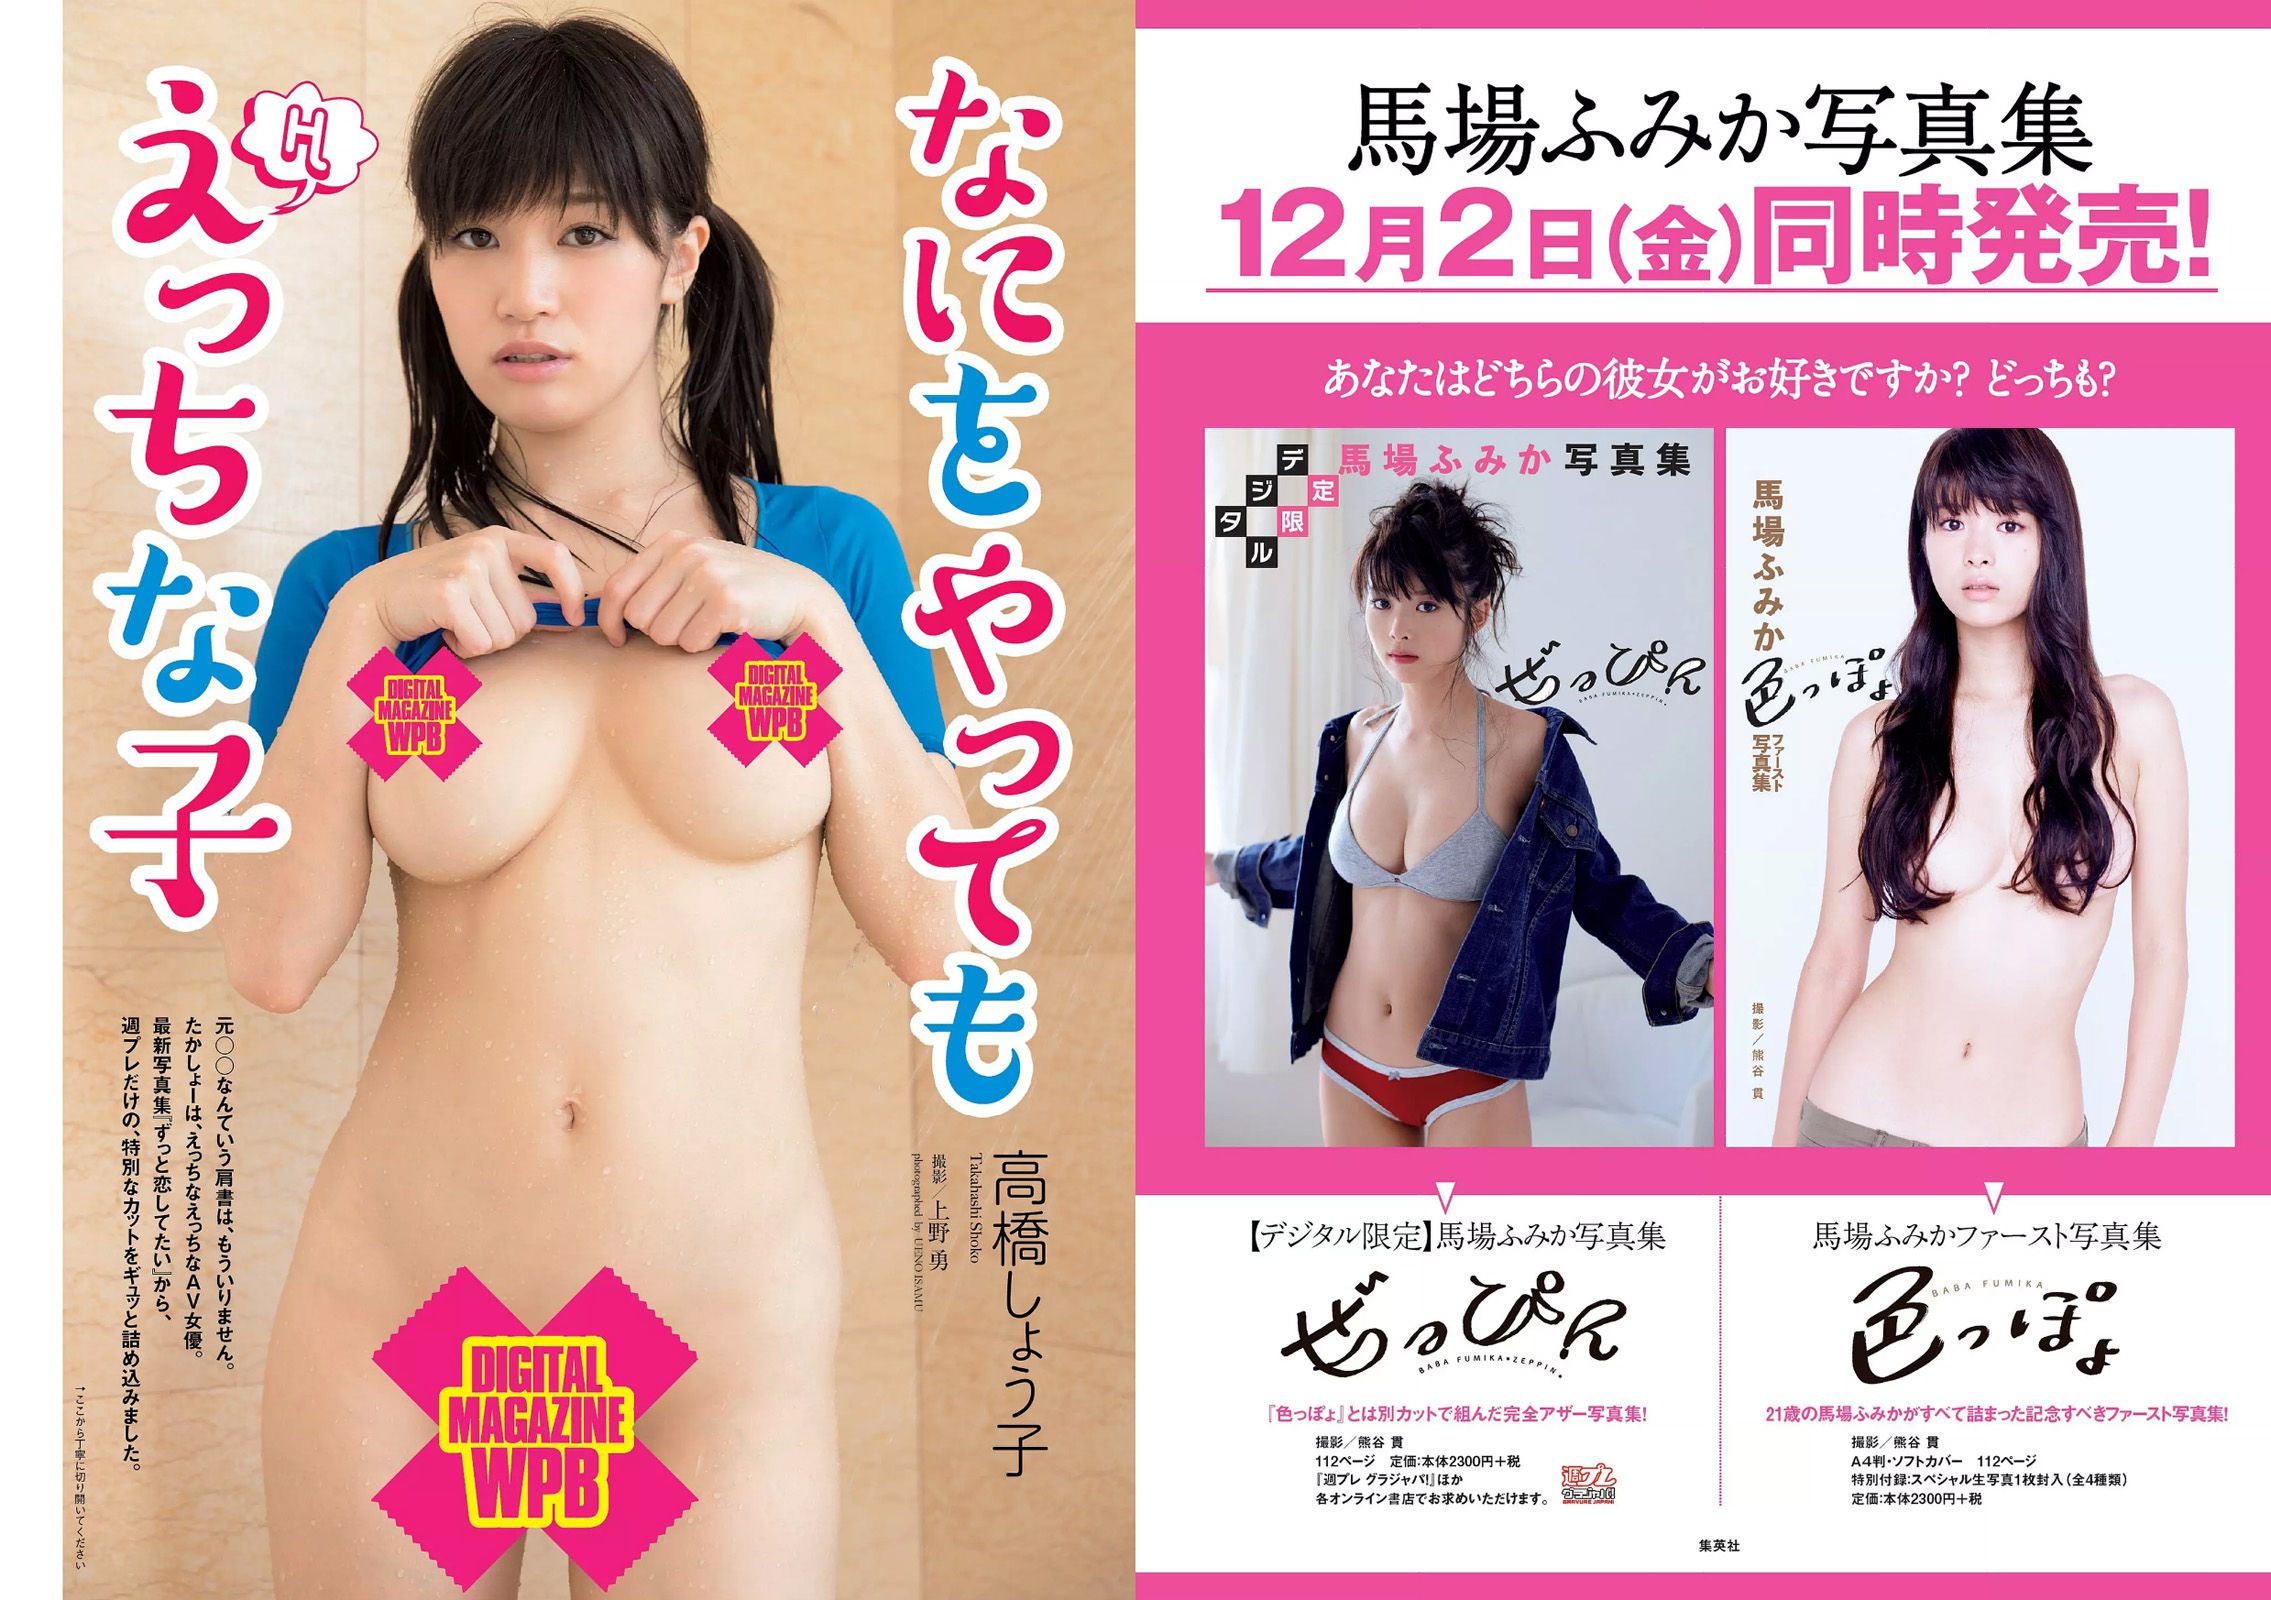 なにをやっても
えっちな子
H
高橋しょう子
Takahashi Shoko
撮影／上野 勇
photographed by UENO ISAMU
元○○なんていう肩書は、もういりません。
たかしょーは、えっちなえっちなAV女優。
最新写真集『ずっと恋してたい』から、
週プレだけの、特別なカットをギュッと詰め込みました。
→ここから丁寧に切り開いてください
DIGITAL
MAGAZINE
WPB
DIGITAL
MAGAZINE
WPB
DIGITAL
MAGAZINE
WPB
馬場ふみか写真集
12月2日(金)同時発売!
あなたはどちらの彼女がお好きですか? どっちも?
デジタル限定
馬場ふみか写真集
ぜっぴん
BABA FUMIKA★ZEPPIN.
馬場ふみか
BABA FUMIKA
色っぽょ
ファースト
写真集
撮影／熊谷 貫
【デジタル限定】馬場ふみか写真集
ぜっぴん
BABA FUMIKA★ZEPPIN.
『色っぽょ』とは別カットで組んだ完全アザー写真集!
撮影／熊谷 貫
112ページ 定価:本体2300円+税
『週プレ グラジャパ!』ほか
各オンライン書店でお求めいただけます。
週プレ
グラジャパ!
GRAVURE JAPAN!
馬場ふみかファースト写真集
BABA FUMIKA
色っぽょ
21歳の馬場ふみかがすべて詰まった記念すべきファースト写真集!
撮影／熊谷 貫
A4判・ソフトカバー 112ページ
特別付録:スペシャル生写真1枚封入(全4種類)
定価:本体2300円+税
集英社